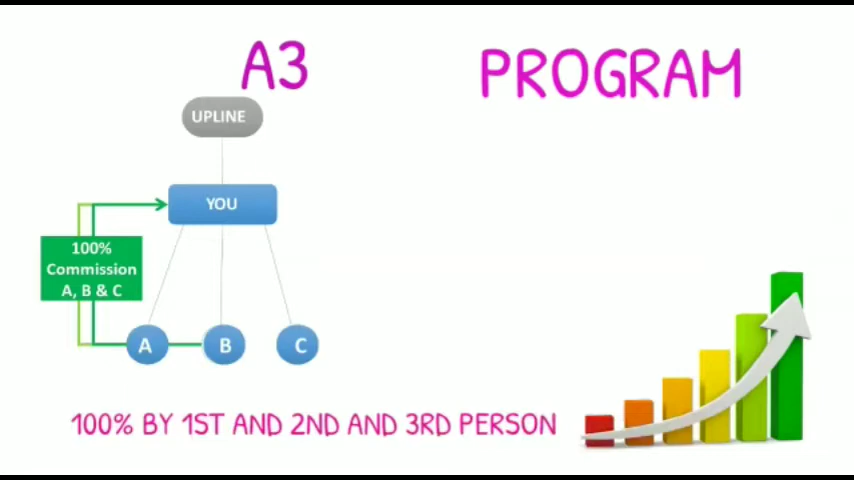 A3 PROGRAM
UPLINE
YOU
100%
Commission
A, B & C
A B C
100% BY 1ST AND 2ND AND 3RD PERSON